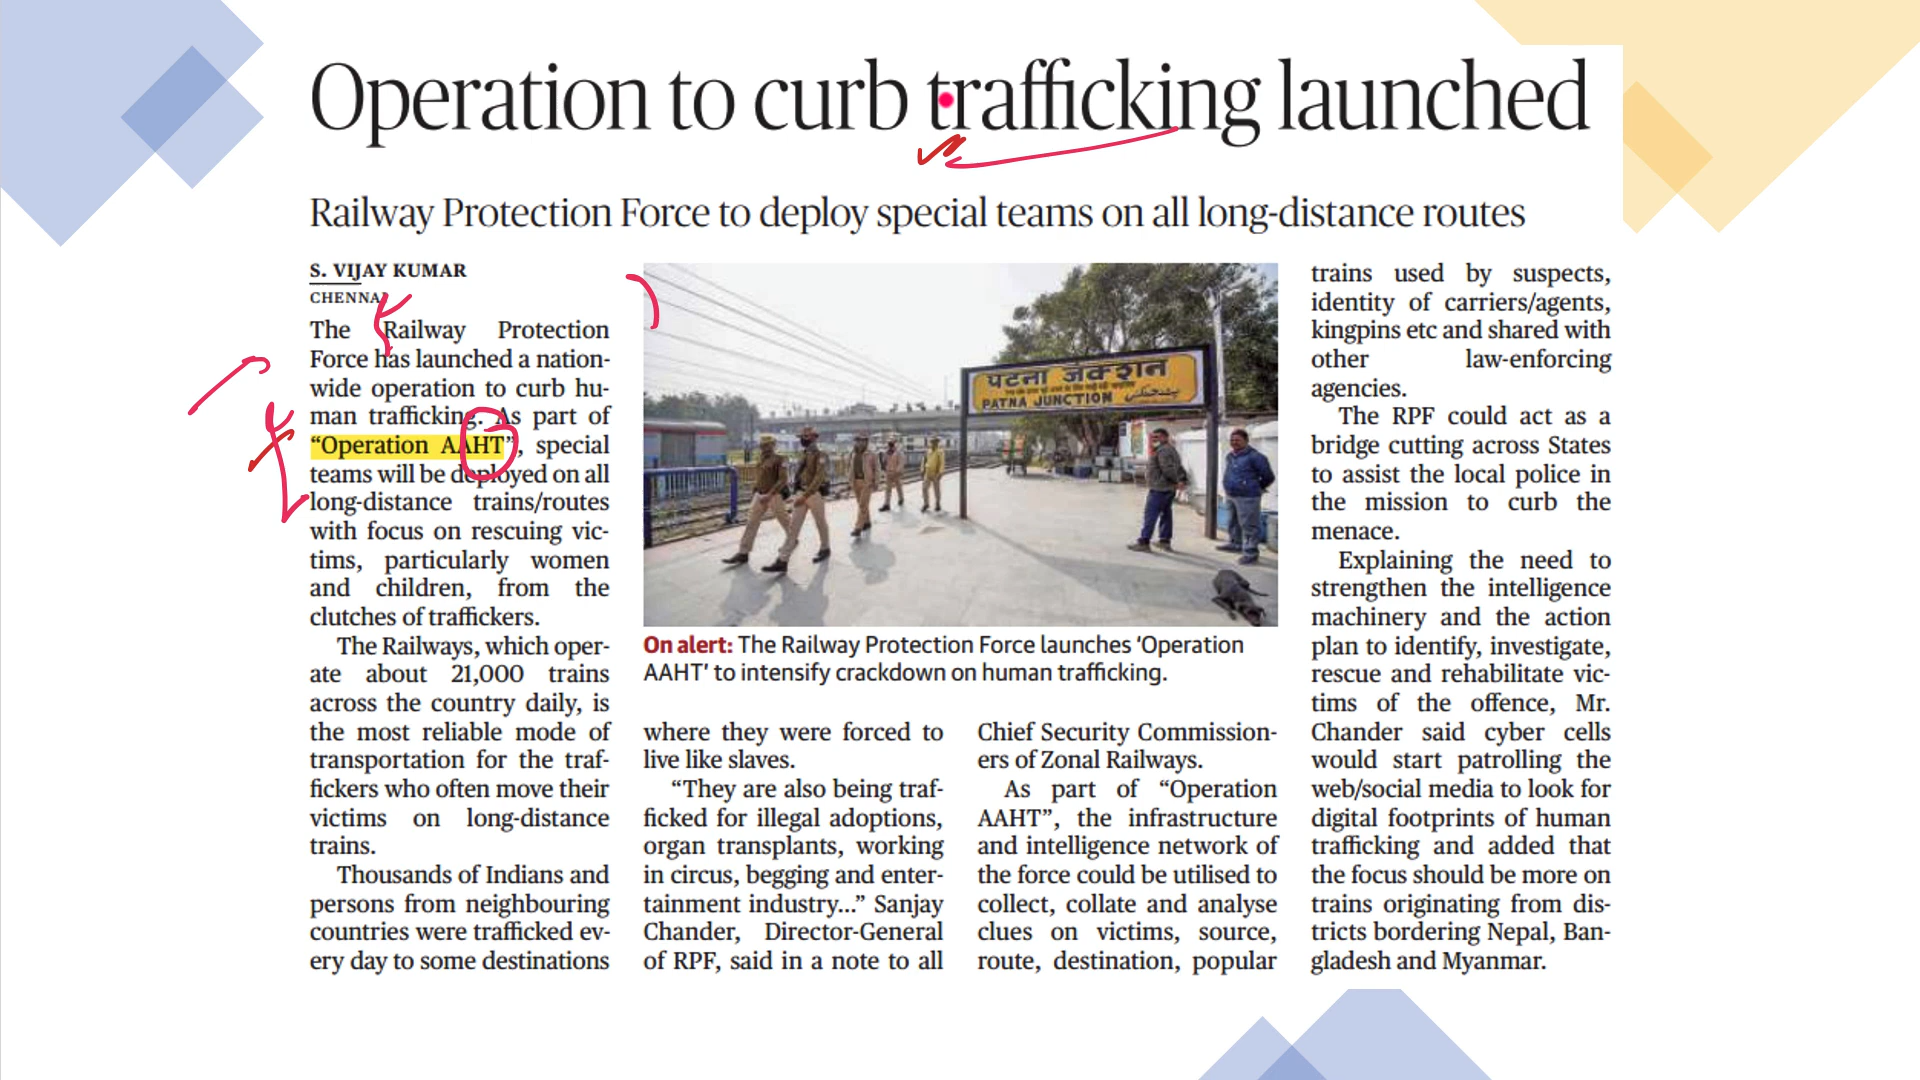 Operation to curb trafficking launched
Railway Protection Force to deploy special teams on all long-distance routes
S. VIJAY KUMAR
CHENNAI
The Railway Protection
Force has launched a nation-
wide operation to curb hu-
man trafficking. As part of
“Operation AAHT”, special
teams will be deployed on all
long-distance trains/routes
with focus on rescuing vic-
tims, particularly women
and children, from the
clutches of traffickers.
The Railways, which oper-
ate about 21,000 trains
across the country daily, is
the most reliable mode of
transportation for the traf-
fickers who often move their
victims on long-distance
trains.
Thousands of Indians and
persons from neighbouring
countries were trafficked ev-
ery day to some destinations
पटना जंक्शन
PATNA JUNCTION
On alert: The Railway Protection Force launches ‘Operation
AAHT’ to intensify crackdown on human trafficking.
where they were forced to
live like slaves.
“They are also being traf-
ficked for illegal adoptions,
organ transplants, working
in circus, begging and enter-
tainment industry...” Sanjay
Chander, Director-General
of RPF, said in a note to all
Chief Security Commission-
ers of Zonal Railways.
As part of “Operation
AAHT”, the infrastructure
and intelligence network of
the force could be utilised to
collect, collate and analyse
clues on victims, source,
route, destination, popular
trains used by suspects,
identity of carriers/agents,
kingpins etc and shared with
other law-enforcing
agencies.
The RPF could act as a
bridge cutting across States
to assist the local police in
the mission to curb the
menace.
Explaining the need to
strengthen the intelligence
machinery and the action
plan to identify, investigate,
rescue and rehabilitate vic-
tims of the offence, Mr.
Chander said cyber cells
would start patrolling the
web/social media to look for
digital footprints of human
trafficking and added that
the focus should be more on
trains originating from dis-
tricts bordering Nepal, Ban-
gladesh and Myanmar.